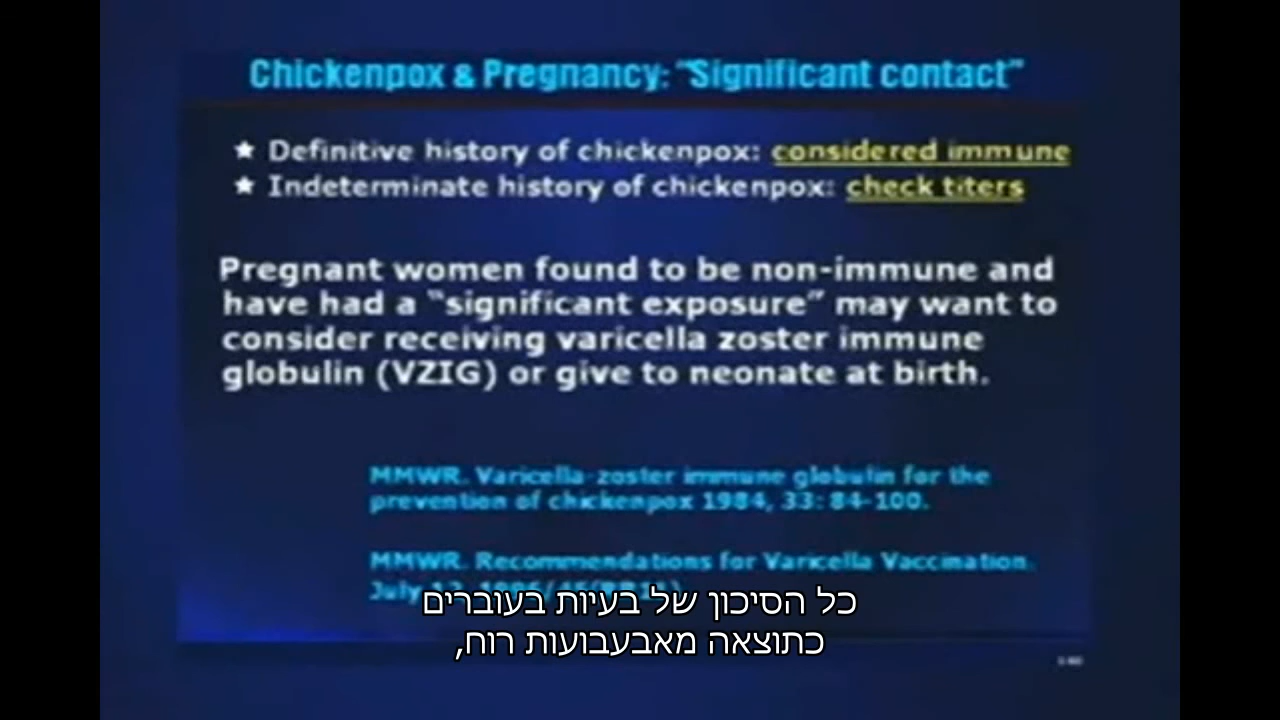 Chickenpox & Pregnancy: "Significant contact"
★ Definitive history of chickenpox: considered immune
★ Indeterminate history of chickenpox: check titers
Pregnant women found to be non-immune and
have had a "significant exposure" may want to
consider receiving varicella zoster immune
globulin (VZIG) or give to neonate at birth.
MMWR. Varicella-zoster immune globulin for the
prevention of chickenpox 1984, 33: 84-100.
MMWR. Recommendations for Varicella Vaccination.
July
כל הסיכון של בעיות בעוברים
כתוצאה מאבעבועות רוח,